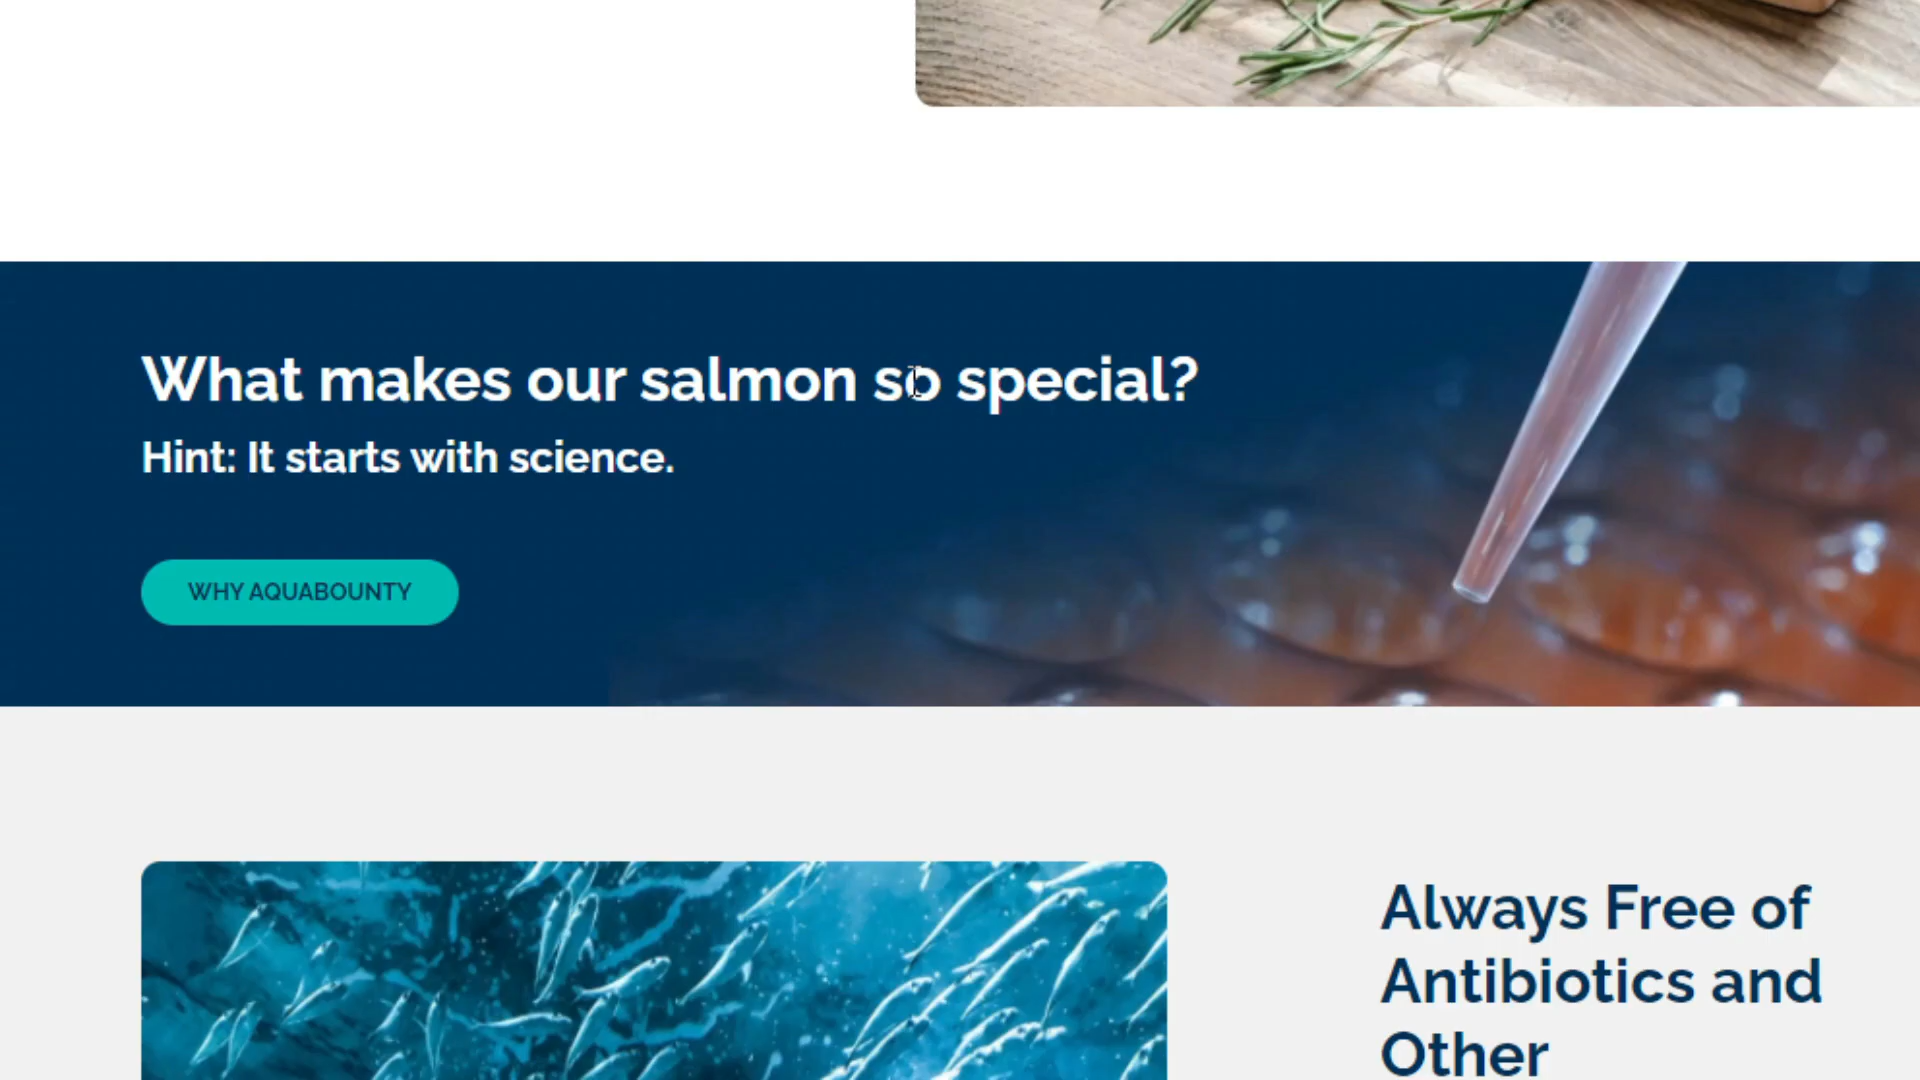 What makes our salmon so special?
Hint: It starts with science.
WHY AQUABOUNTY
Always Free of
Antibiotics and
Other